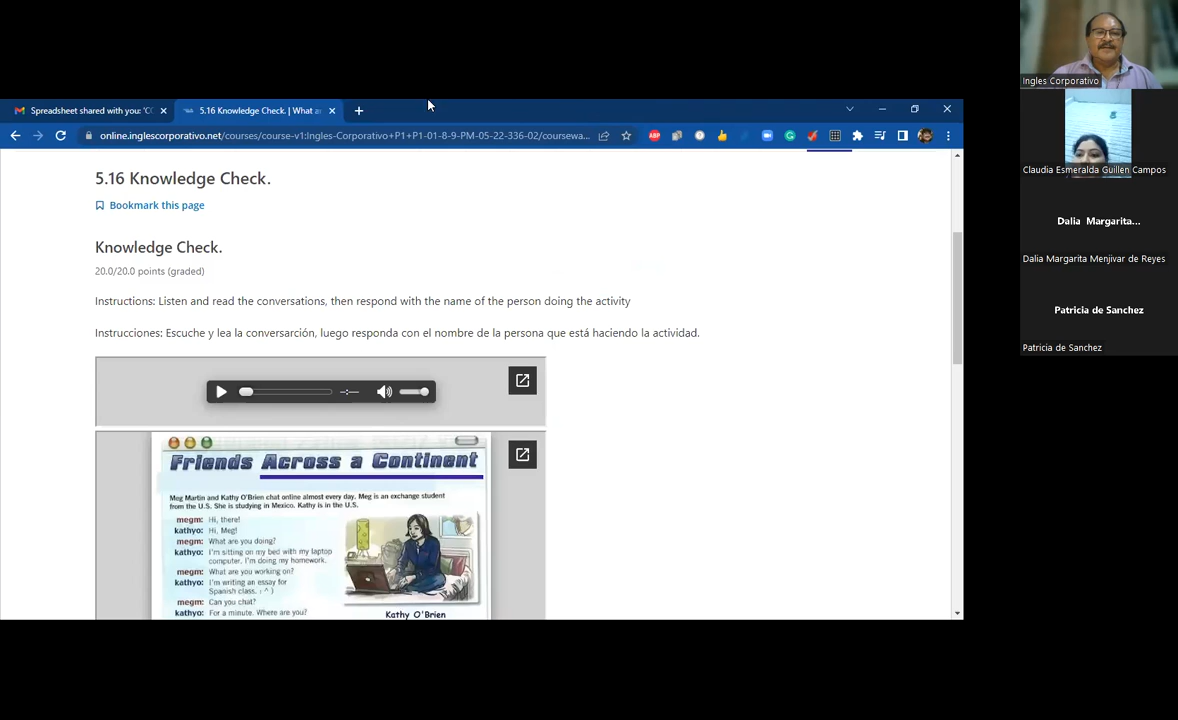 Spreadsheet shared with you: 'CC
5.16 Knowledge Check. | What a
online.inglescorporativo.net/courses/course-v1:Ingles-Corporativo+P1+P1-01-8-9-PM-05-22-336-02/coursewa...
5.16 Knowledge Check.
Bookmark this page
Knowledge Check.
20.0/20.0 points (graded)
Instructions: Listen and read the conversations, then respond with the name of the person doing the activity
Instrucciones: Escuche y lea la conversarción, luego responda con el nombre de la persona que está haciendo la actividad.
-:--
Friends Across a Continent
Meg Martin and Kathy O'Brien chat online almost every day. Meg is an exchange student
from the U.S. She is studying in Mexico. Kathy is in the U.S.
megm: Hi, there!
kathyo: Hi, Meg!
megm: What are you doing?
kathyo: I'm sitting on my bed with my laptop
computer. I'm doing my homework.
megm: What are you working on?
kathyo: I'm writing an essay for
Spanish class. : ^ )
megm: Can you chat?
kathyo: For a minute. Where are you?
Kathy O'Brien
Ingles Corporativo
Claudia Esmeralda Guillen Campos
Dalia Margarita...
Dalia Margarita Menjivar de Reyes
Patricia de Sanchez
Patricia de Sanchez